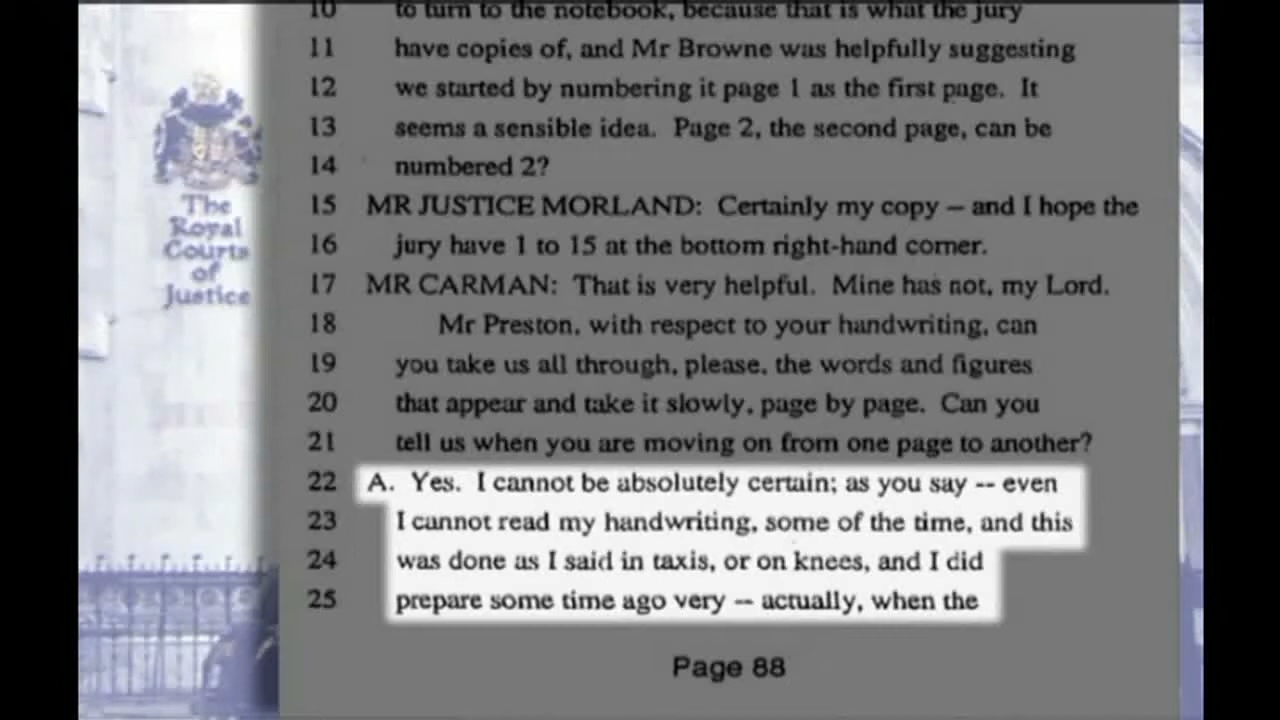 10 to turn to the notebook, because that is what the jury
11 have copies of, and Mr Browne was helpfully suggesting
12 we started by numbering it page 1 as the first page. It
13 seems a sensible idea. Page 2, the second page, can be
14 numbered 2?
15 MR JUSTICE MORLAND: Certainly my copy – and I hope the
16 jury have 1 to 15 at the bottom right-hand corner.
17 MR CARMAN: That is very helpful. Mine has not, my Lord.
18 Mr Preston, with respect to your handwriting, can
19 you take us all through, please, the words and figures
20 that appear and take it slowly, page by page. Can you
21 tell us when you are moving on from one page to another?
22 A. Yes. I cannot be absolutely certain; as you say -- even
23 I cannot read my handwriting, some of the time, and this
24 was done as I said in taxis, or on knees, and I did
25 prepare some time ago very -- actually, when the
Page 88
The
Royal
Courts
of
Justice